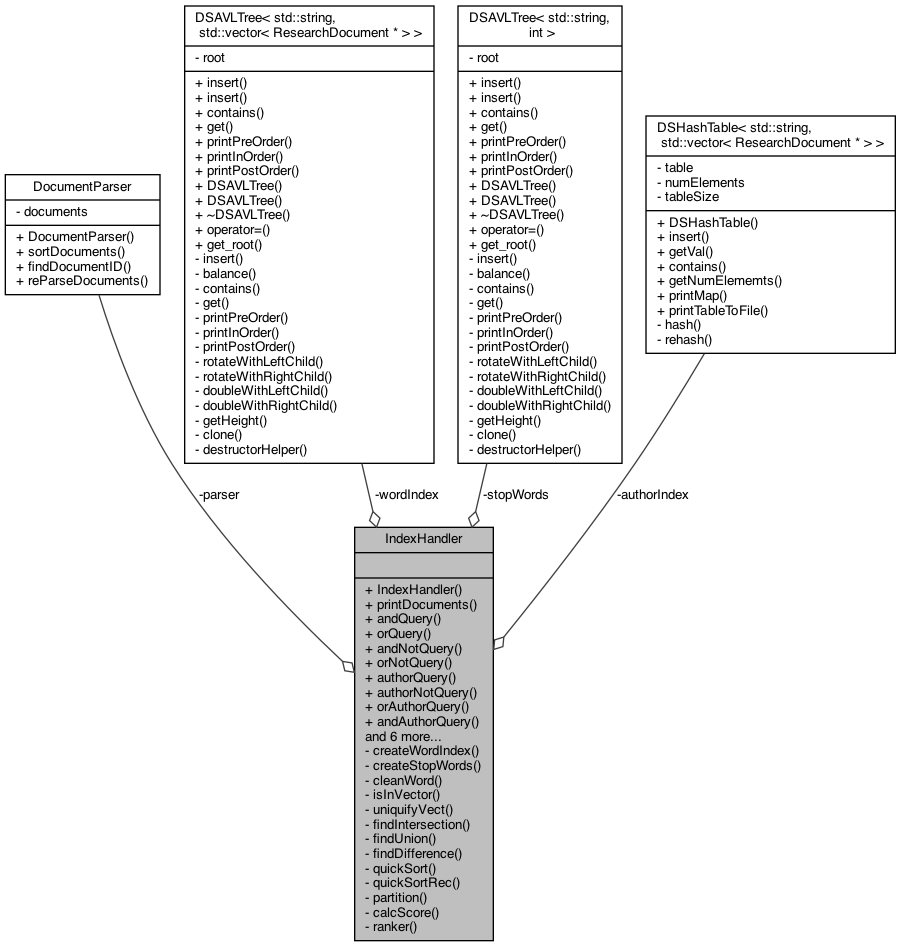 DocumentParser
- documents
+ DocumentParser()
+ sortDocuments()
+ findDocumentID()
+ reParseDocuments()
DSAVLTree< std::string,
std::vector< ResearchDocument * > >
- root
+ insert()
+ insert()
+ contains()
+ get()
+ printPreOrder()
+ printInOrder()
+ printPostOrder()
+ DSAVLTree()
+ DSAVLTree()
+ ~DSAVLTree()
+ operator=()
+ get_root()
- insert()
- balance()
- contains()
- get()
- printPreOrder()
- printInOrder()
- printPostOrder()
- rotateWithLeftChild()
- rotateWithRightChild()
- doubleWithLeftChild()
- doubleWithRightChild()
- getHeight()
- clone()
- destructorHelper()
DSAVLTree< std::string,
int >
- root
+ insert()
+ insert()
+ contains()
+ get()
+ printPreOrder()
+ printInOrder()
+ printPostOrder()
+ DSAVLTree()
+ DSAVLTree()
+ ~DSAVLTree()
+ operator=()
+ get_root()
- insert()
- balance()
- contains()
- get()
- printPreOrder()
- printInOrder()
- printPostOrder()
- rotateWithLeftChild()
- rotateWithRightChild()
- doubleWithLeftChild()
- doubleWithRightChild()
- getHeight()
- clone()
- destructorHelper()
DSHashTable< std::string,
std::vector< ResearchDocument * > >
- table
- numElements
- tableSize
+ DSHashTable()
+ insert()
+ getVal()
+ contains()
+ getNumElememts()
+ printMap()
+ printTableToFile()
- hash()
- rehash()
-parser
-wordIndex
-stopWords
-authorIndex
IndexHandler
+ IndexHandler()
+ printDocuments()
+ andQuery()
+ orQuery()
+ andNotQuery()
+ orNotQuery()
+ authorQuery()
+ authorNotQuery()
+ orAuthorQuery()
+ andAuthorQuery()
and 6 more...
- createWordIndex()
- createStopWords()
- cleanWord()
- isInVector()
- uniquifyVect()
- findIntersection()
- findUnion()
- findDifference()
- quickSort()
- quickSortRec()
- partition()
- calcScore()
- ranker()